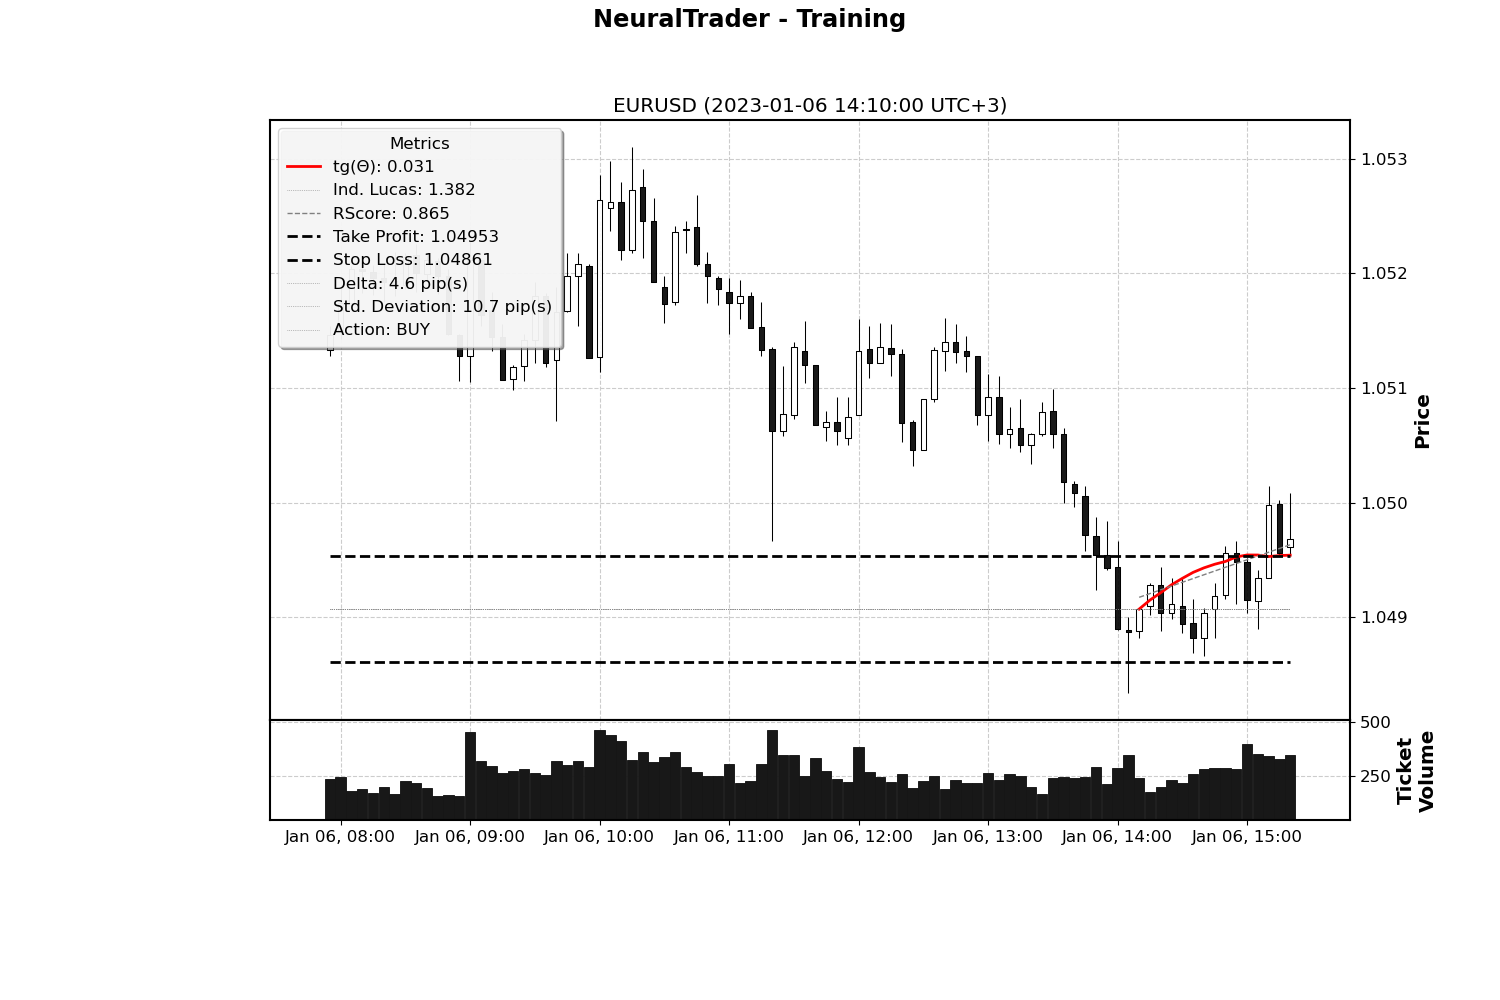 NeuralTrader - Training
EURUSD (2023-01-06 14:10:00 UTC+3)
Metrics
tg(Θ): 0.031
Ind. Lucas: 1.382
RScore: 0.865
Take Profit: 1.04953
Stop Loss: 1.04861
Delta: 4.6 pip(s)
Std. Deviation: 10.7 pip(s)
Action: BUY
1.053
1.052
1.051
1.050
1.049
Price
500
250
Ticket
Volume
Jan 06, 08:00
Jan 06, 09:00
Jan 06, 10:00
Jan 06, 11:00
Jan 06, 12:00
Jan 06, 13:00
Jan 06, 14:00
Jan 06, 15:00